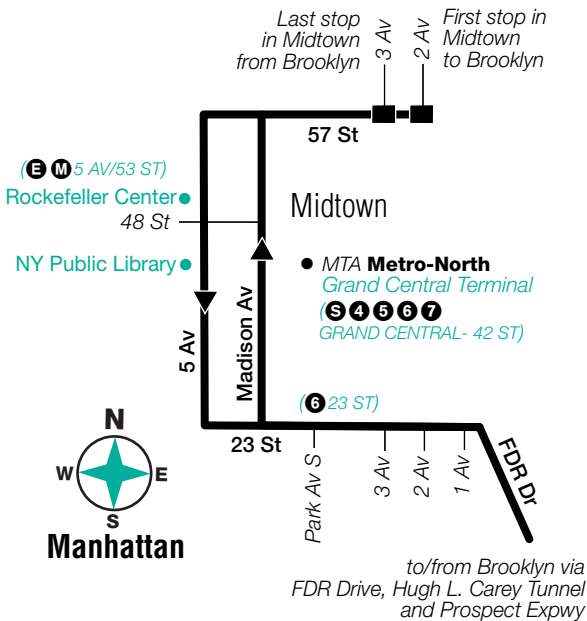 Last stop
in Midtown
from Brooklyn
3 Av
2 Av
First stop in
Midtown
to Brooklyn
57 St
(E M 5 AV/53 ST)
Rockefeller Center
48 St
Midtown
NY Public Library
MTA Metro-North
Grand Central Terminal
(S 4 5 6 7
GRAND CENTRAL- 42 ST)
5 Av
Madison Av
(6 23 ST)
23 St
Park Av S
3 Av
2 Av
1 Av
FDR Dr
N
W
E
S
Manhattan
to/from Brooklyn via
FDR Drive, Hugh L. Carey Tunnel
and Prospect Expwy